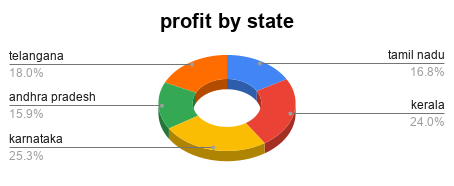 profit by state
telangana
18.0%
andhra pradesh
15.9%
karnataka
25.3%
tamil nadu
16.8%
kerala
24.0%